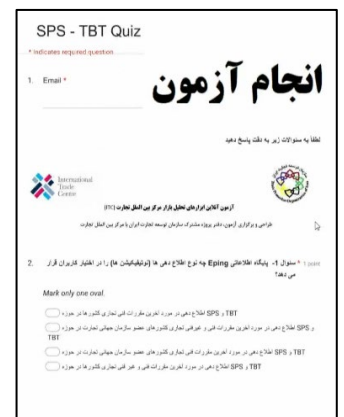 SPS - TBT Quiz
* Indicates required question
1. Email *
انجام آزمون
لطفا به سئوالات زیر به دقت پاسخ دهید
International
Trade
Centre
آزمون آنلاین ابزارهای تحلیل بازار مرکز بین الملل تجارت (ITC)
طراحی و برگزاری آزمون: دفتر پروژه مشترک سازمان توسعه تجارت ایران با مرکز بین الملل تجارت
2. * سئوال 1- پایگاه اطلاعاتی Eping چه نوع اطلاع دهی ها (نوتیفیکیشن ها) را در اختیار کاربران قرار 1 point
می دهد؟
Mark only one oval.
اطلاع دهی در مورد آخرین مقررات فنی تجاری کشورها در حوزه SPS و TBT
اطلاع دهی در مورد آخرین مقررات فنی و غیرفنی تجاری کشورهای عضو سازمان جهانی تجارت در حوزه SPS و
TBT
اطلاع دهی در مورد آخرین مقررات فنی تجاری کشورهای عضو سازمان جهانی تجارت در حوزه SPS و TBT
اطلاع دهی در مورد آخرین مقررات فنی و غیر فنی تجاری کشورها در حوزه SPS و TBT